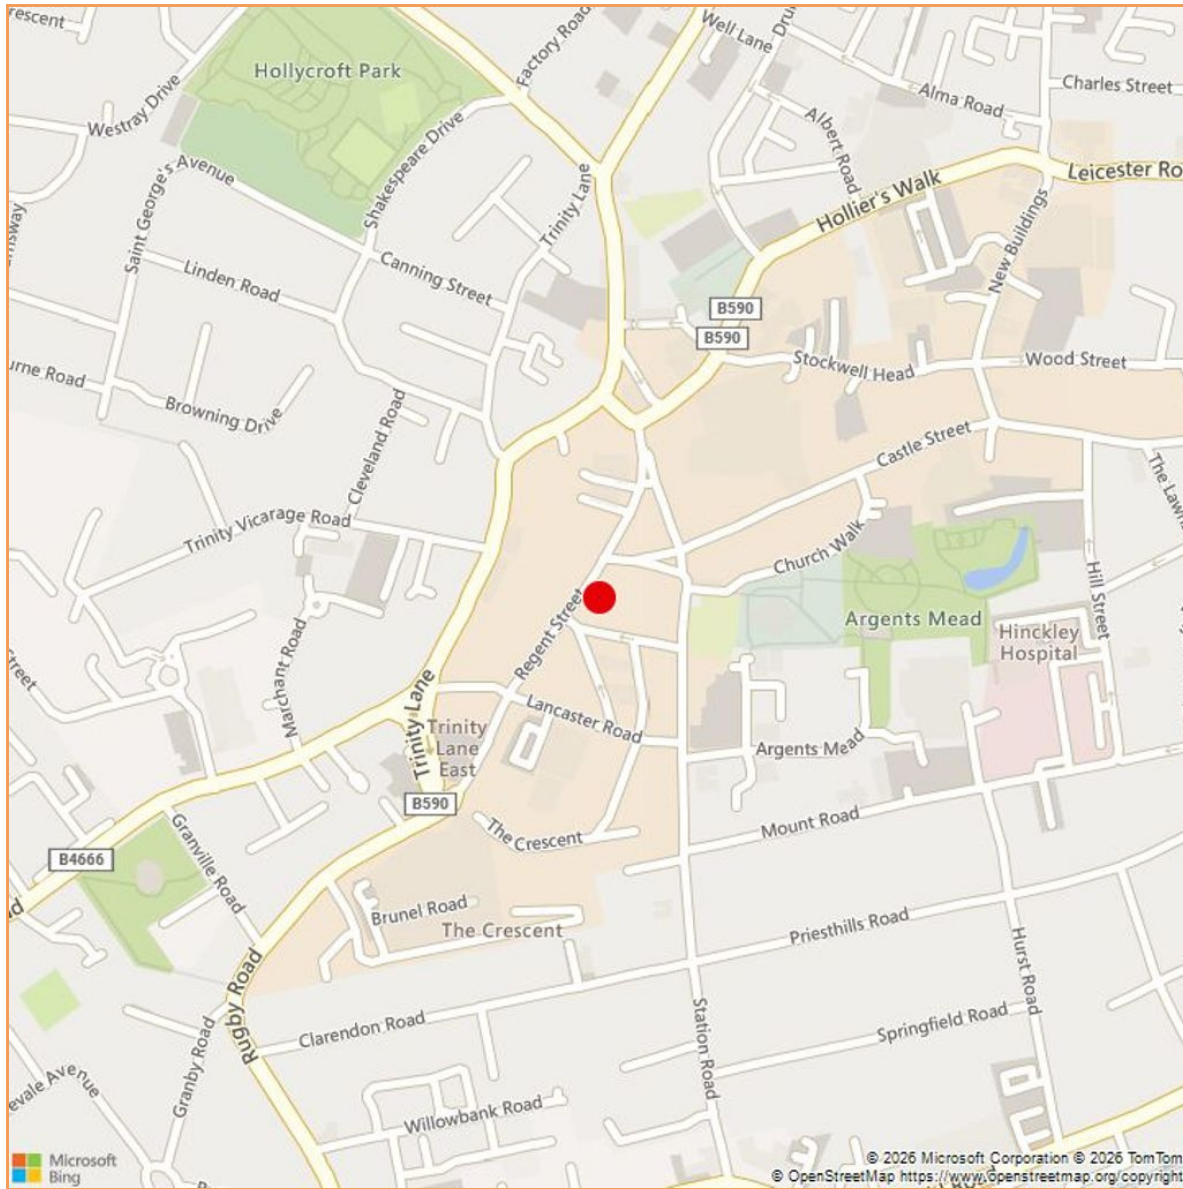 Crescent
Hollycroft Park
Westray Drive
Factory Road
Well Lane
Alma Road
Charles Street
Albert Road
Leicester Ro
Saint George's Avenue
Shakespeare Drive
Trinity Lane
Hollier's Walk
New Buildings
Linden Road
Canning Street
B590
B590
Stockwell Head
Wood Street
urne Road
Browning Drive
Cleveland Road
Castle Street
The Lawns
Trinity Vicarage Road
Church Walk
Hill Street
Regent Street
Argents Mead
Hinckley
Hospital
Street
Marchant Road
Trinity Lane
Lancaster Road
Trinity
Lane
East
Argents Mead
B590
Mount Road
The Crescent
B4666
Granville Road
Brunel Road
The Crescent
Priesthills Road
Hurst Road
Rugby Road
Clarendon Road
Station Road
Springfield Road
Granby Road
evale Avenue
Willowbank Road
Microsoft
Bing
© 2026 Microsoft Corporation © 2026 TomTom
© OpenStreetMap https://www.openstreetmap.org/copyright